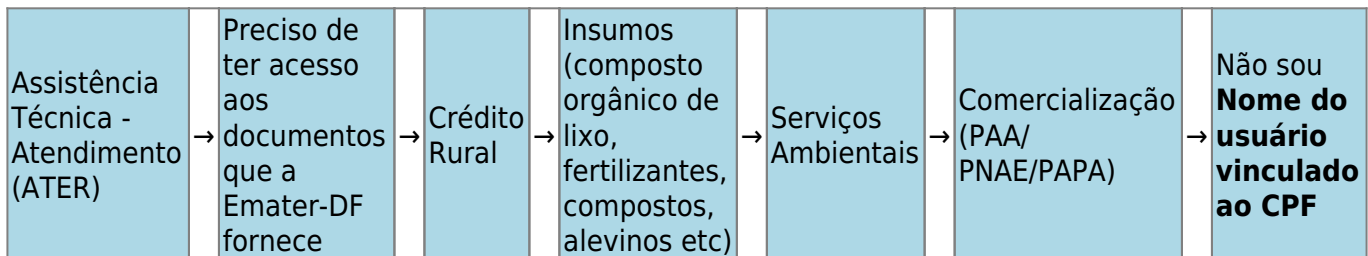 Assistência
Técnica -
Atendimento
(ATER)
→
Preciso de
ter acesso
aos
documentos
que a
Emater-DF
fornece
→
Crédito
Rural
→
Insumos
(composto
orgânico de
lixo,
fertilizantes,
compostos,
alevinos etc)
→
Serviços
Ambientais
→
Comercialização
(PAA/
PNAE/PAPA)
→
Não sou
Nome do
usuário
vinculado
ao CPF